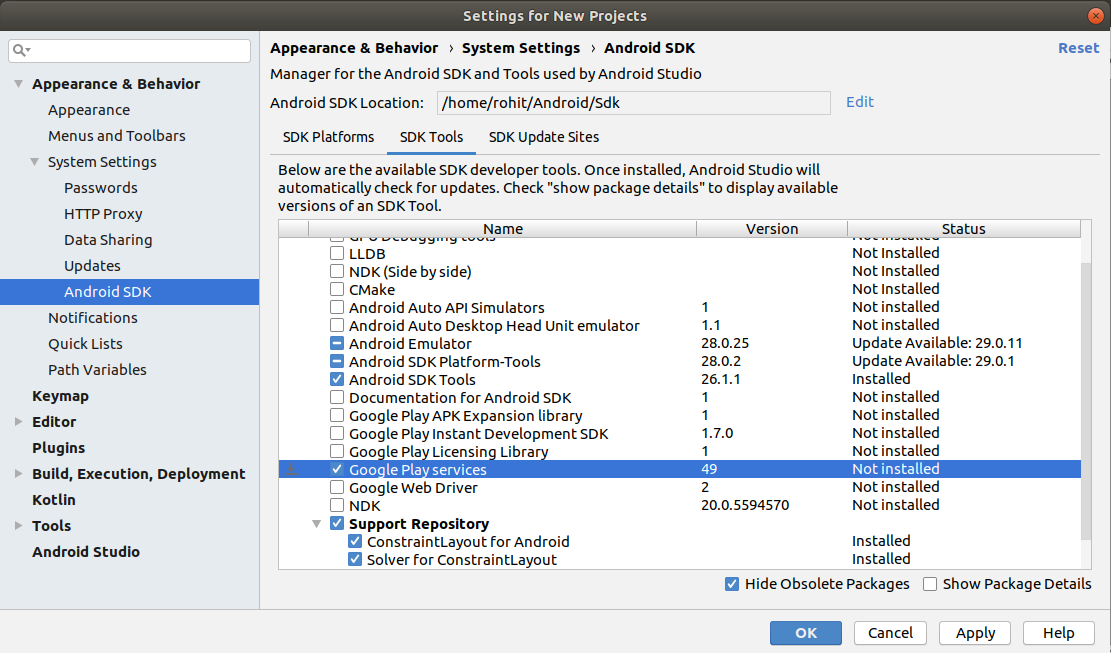 Settings for New Projects
Appearance & Behavior
Appearance
Menus and Toolbars
System Settings
Passwords
HTTP Proxy
Data Sharing
Updates
Android SDK
Notifications
Quick Lists
Path Variables
Keymap
Editor
Plugins
Build, Execution, Deployment
Kotlin
Tools
Android Studio
Appearance & Behavior › System Settings › Android SDK
Reset
Manager for the Android SDK and Tools used by Android Studio
Android SDK Location: /home/rohit/Android/Sdk Edit
SDK Platforms SDK Tools SDK Update Sites
Below are the available SDK developer tools. Once installed, Android Studio will
automatically check for updates. Check "show package details" to display available
versions of an SDK Tool.
Name Version Status
GPU Debugging tools Not Installed
LLDB Not Installed
NDK (Side by side) Not Installed
CMake Not Installed
Android Auto API Simulators 1 Not installed
Android Auto Desktop Head Unit emulator 1.1 Not installed
Android Emulator 28.0.25 Update Available: 29.0.11
Android SDK Platform-Tools 28.0.2 Update Available: 29.0.1
Android SDK Tools 26.1.1 Installed
Documentation for Android SDK 1 Not installed
Google Play APK Expansion library 1 Not installed
Google Play Instant Development SDK 1.7.0 Not installed
Google Play Licensing Library 1 Not installed
Google Play services 49 Not installed
Google Web Driver 2 Not installed
NDK 20.0.5594570 Not installed
Support Repository
ConstraintLayout for Android Installed
Solver for ConstraintLayout Installed
Hide Obsolete Packages Show Package Details
OK Cancel Apply Help